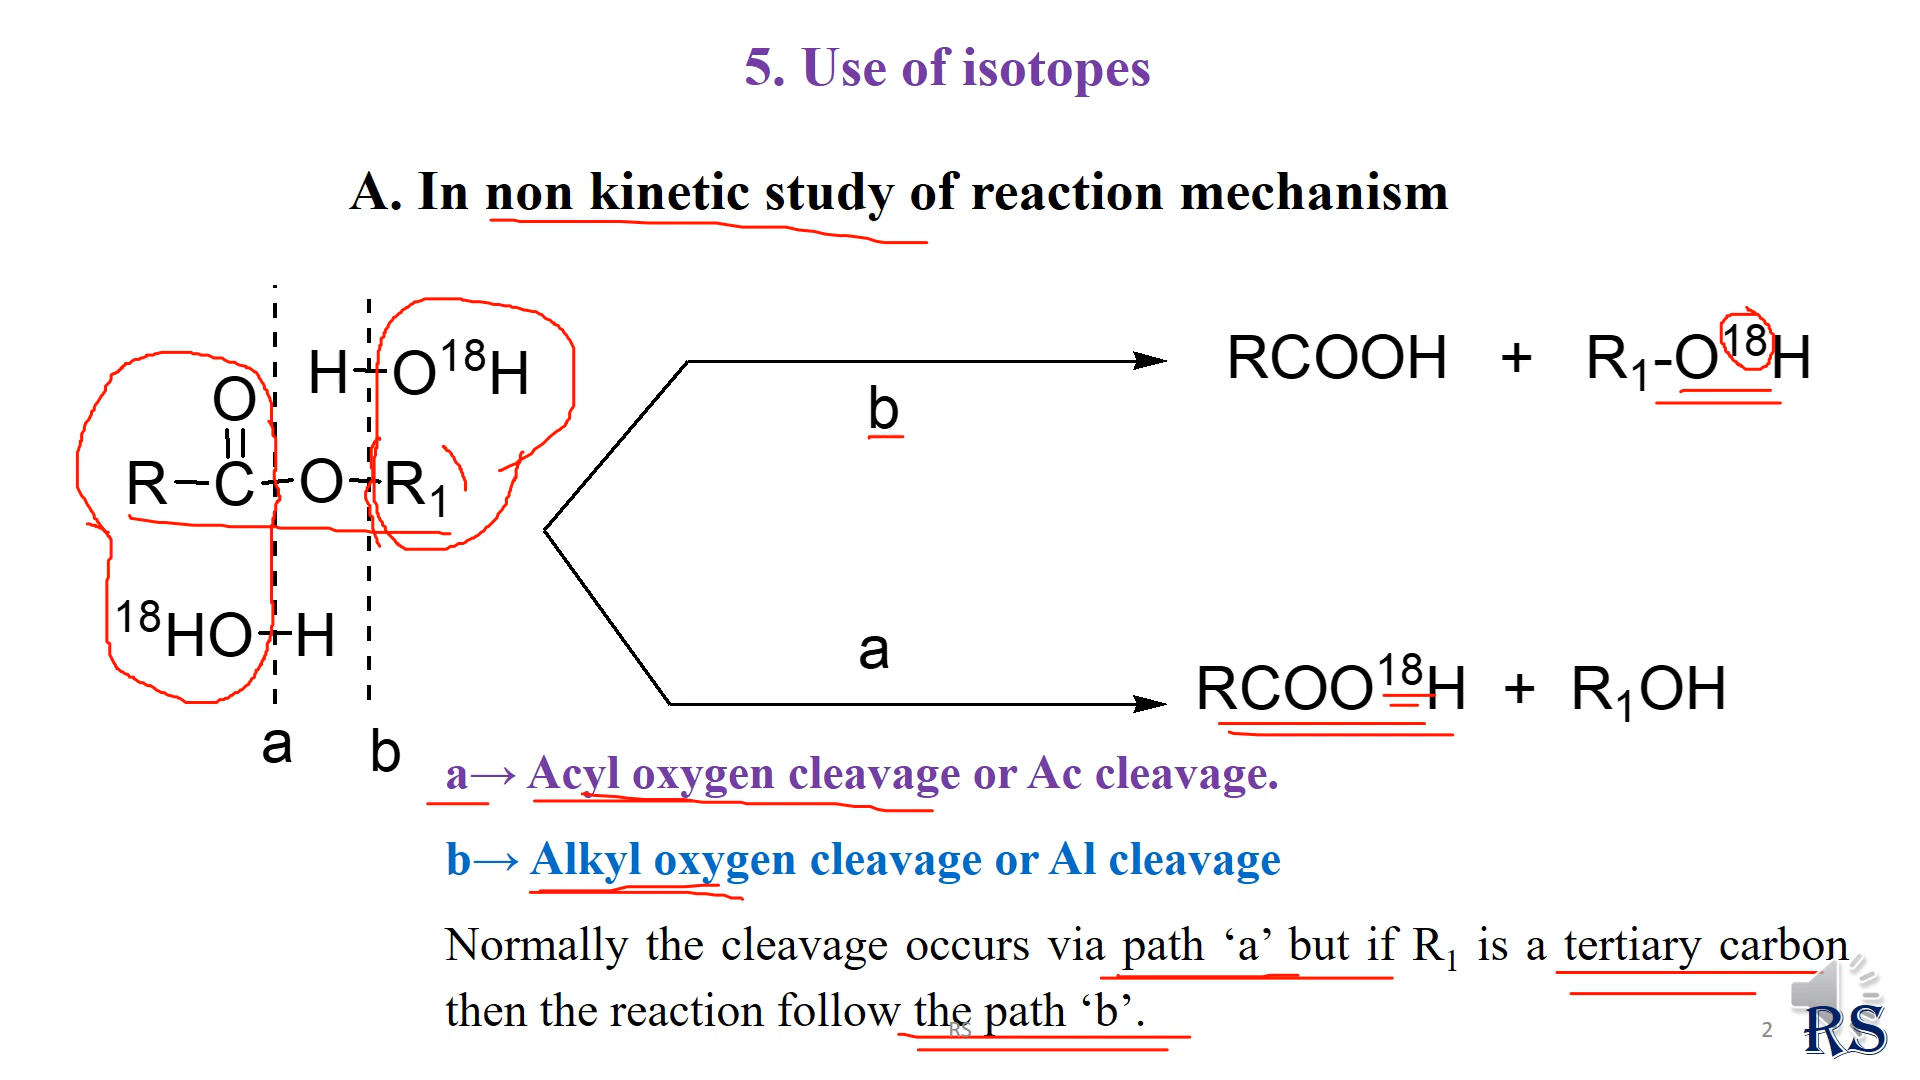 5. Use of isotopes
A. In non kinetic study of reaction mechanism
H-O¹⁸H
O
R-C-O-R₁
¹⁸HO-H
a
b
b
RCOOH + R₁-O¹⁸H
a
RCOO¹⁸H + R₁OH
a→ Acyl oxygen cleavage or Ac cleavage.
b→ Alkyl oxygen cleavage or Al cleavage
Normally the cleavage occurs via path ‘a’ but if R₁ is a tertiary carbon
then the reaction follow the path ‘b’.
RS
2
RS